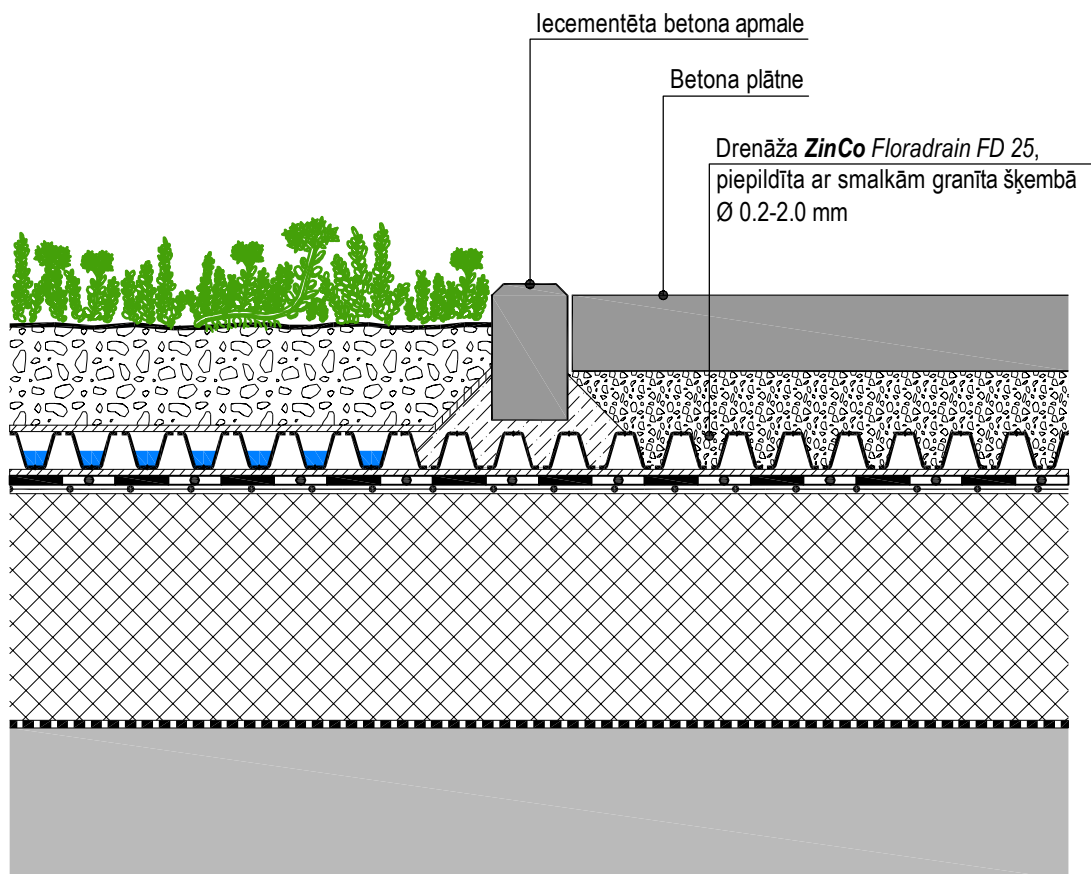 Iecementēta betona apmale
Betona plātne
Drenāža ZinCo Floradrain FD 25,
piepildīta ar smalkām granīta šķembā
Ø 0.2-2.0 mm